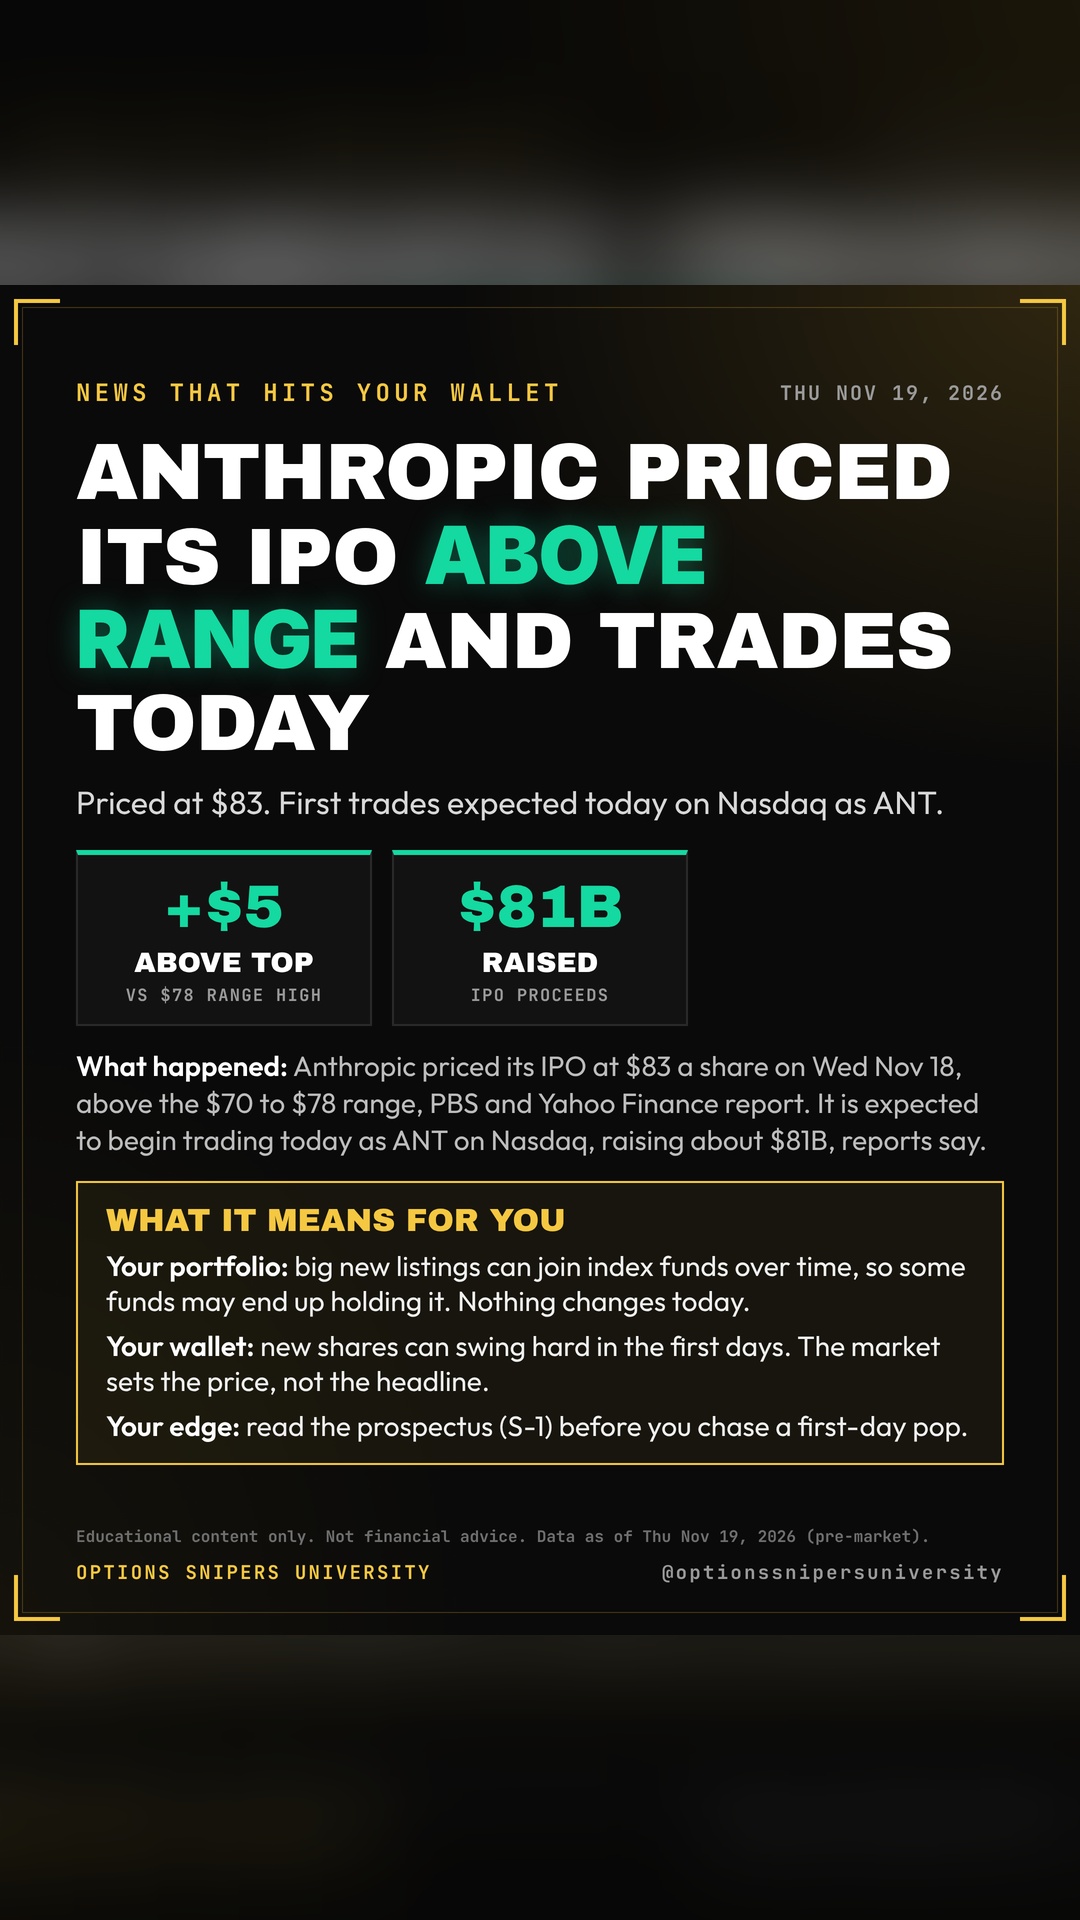 NEWS THAT HITS YOUR WALLET
THU NOV 19, 2026
ANTHROPIC PRICED
ITS IPO ABOVE
RANGE AND TRADES
TODAY
Priced at $83. First trades expected today on Nasdaq as ANT.
+$5
ABOVE TOP
VS $78 RANGE HIGH
$81B
RAISED
IPO PROCEEDS
What happened: Anthropic priced its IPO at $83 a share on Wed Nov 18,
above the $70 to $78 range, PBS and Yahoo Finance report. It is expected
to begin trading today as ANT on Nasdaq, raising about $81B, reports say.
WHAT IT MEANS FOR YOU
Your portfolio: big new listings can join index funds over time, so some
funds may end up holding it. Nothing changes today.
Your wallet: new shares can swing hard in the first days. The market
sets the price, not the headline.
Your edge: read the prospectus (S-1) before you chase a first-day pop.
Educational content only. Not financial advice. Data as of Thu Nov 19, 2026 (pre-market).
OPTIONS SNIPERS UNIVERSITY
@optionssnipersuniversity